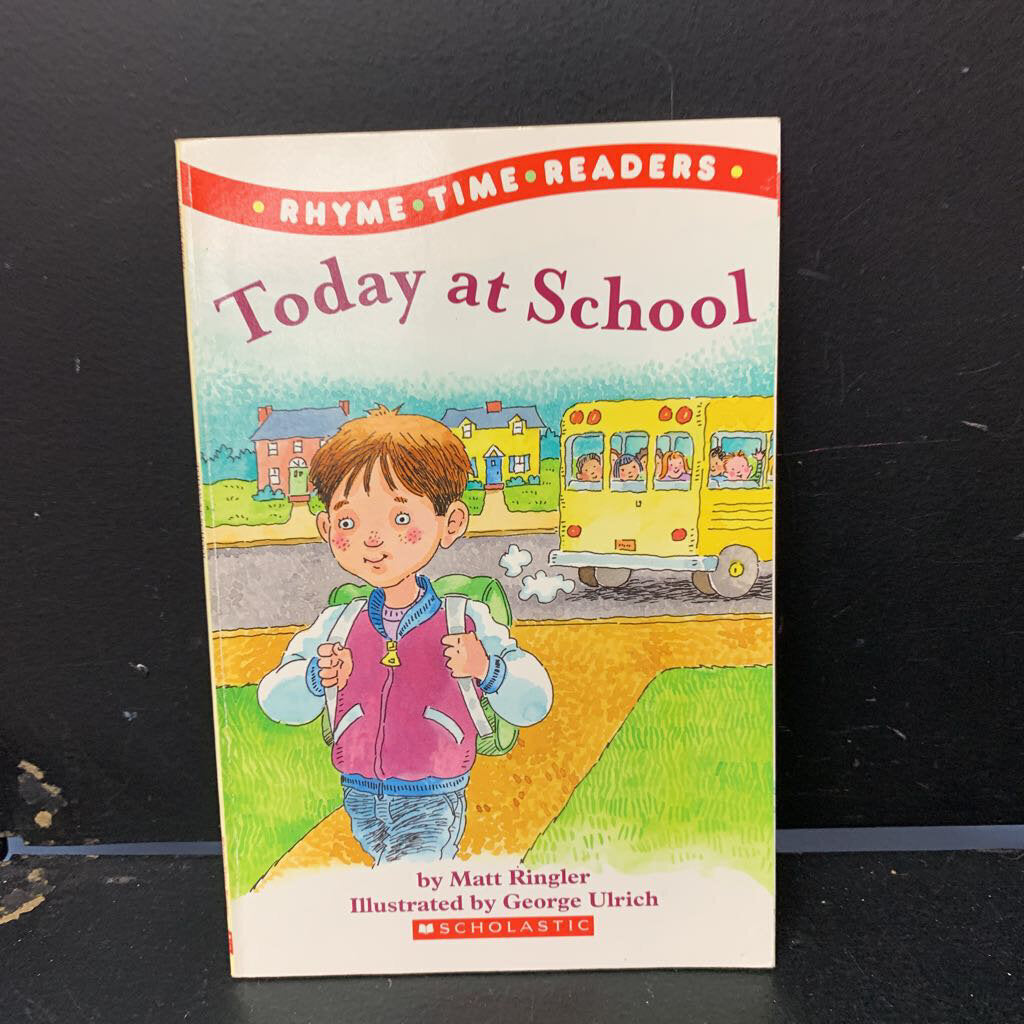 RHYME•TIME•READERS
Today at School
by Matt Ringler
Illustrated by George Ulrich
SCHOLASTIC